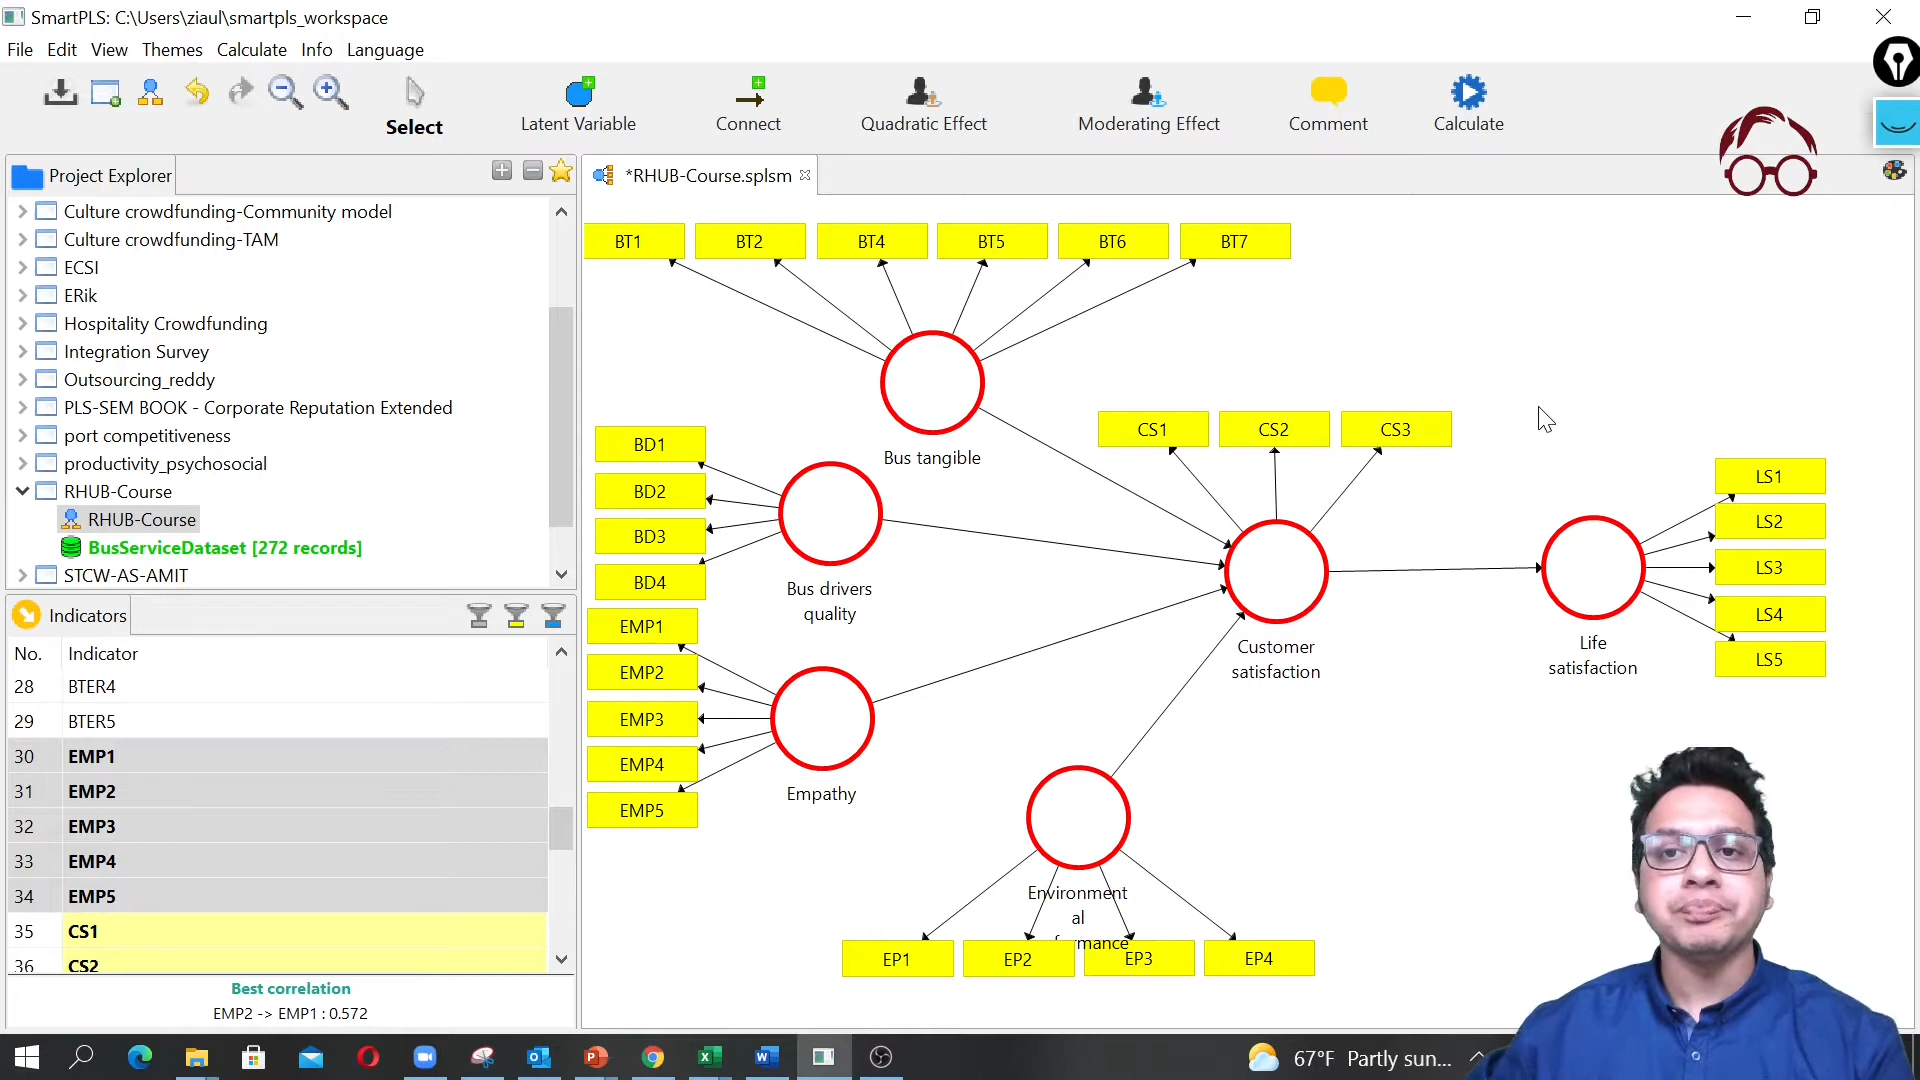 SmartPLS: C:\Users\ziaul\smartpls_workspace
File Edit View Themes Calculate Info Language
Select
Latent Variable
Connect
Quadratic Effect
Moderating Effect
Comment
Calculate
Project Explorer
Culture crowdfunding-Community model
Culture crowdfunding-TAM
ECSI
ERik
Hospitality Crowdfunding
Integration Survey
Outsourcing_reddy
PLS-SEM BOOK - Corporate Reputation Extended
port competitiveness
productivity_psychosocial
RHUB-Course
RHUB-Course
BusServiceDataset [272 records]
STCW-AS-AMIT
Indicators
No. Indicator
28 BTER4
29 BTER5
30 EMP1
31 EMP2
32 EMP3
33 EMP4
34 EMP5
35 CS1
36 CS2
Best correlation
EMP2 -> EMP1 : 0.572
*RHUB-Course.splsm
BT1 BT2 BT4 BT5 BT6 BT7
Bus tangible
BD1
BD2
BD3
BD4
Bus drivers
quality
EMP1
EMP2
EMP3
EMP4
EMP5
Empathy
CS1 CS2 CS3
Customer
satisfaction
LS1
LS2
LS3
LS4
LS5
Life
satisfaction
Environment
al
EP1 EP2 EP3 EP4
67°F Partly sun...